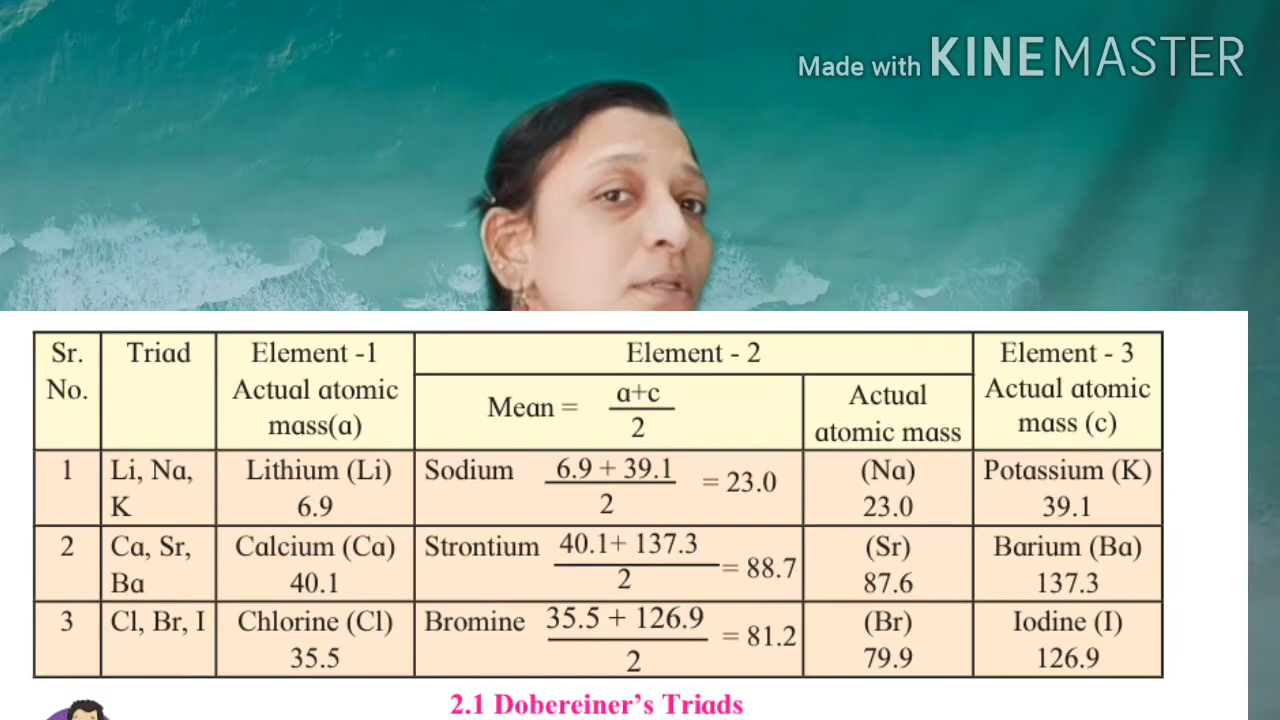 Made with KINEMASTER
Sr. No. | Triad | Element -1 Actual atomic mass(a) | Element - 2 | Element - 3 Actual atomic mass (c)
Mean = a+c / 2 | Actual atomic mass
1 | Li, Na, K | Lithium (Li) 6.9 | Sodium 6.9 + 39.1 / 2 = 23.0 | (Na) 23.0 | Potassium (K) 39.1
2 | Ca, Sr, Ba | Calcium (Ca) 40.1 | Strontium 40.1+ 137.3 / 2 = 88.7 | (Sr) 87.6 | Barium (Ba) 137.3
3 | Cl, Br, I | Chlorine (Cl) 35.5 | Bromine 35.5 + 126.9 / 2 = 81.2 | (Br) 79.9 | Iodine (I) 126.9
2.1 Dobereiner's Triads